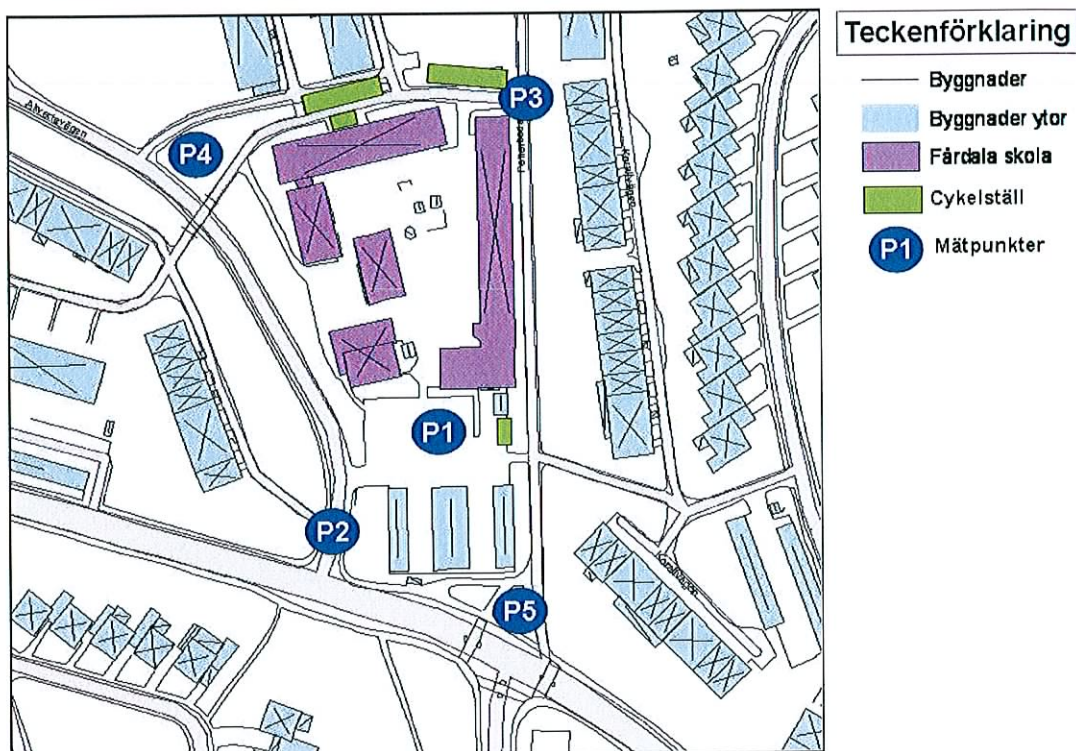 Teckenförklaring
Byggnader
Byggnader ytor
Fårdala skola
Cykelställ
P1 Mätpunkter
P3
P4
P1
P2
P5